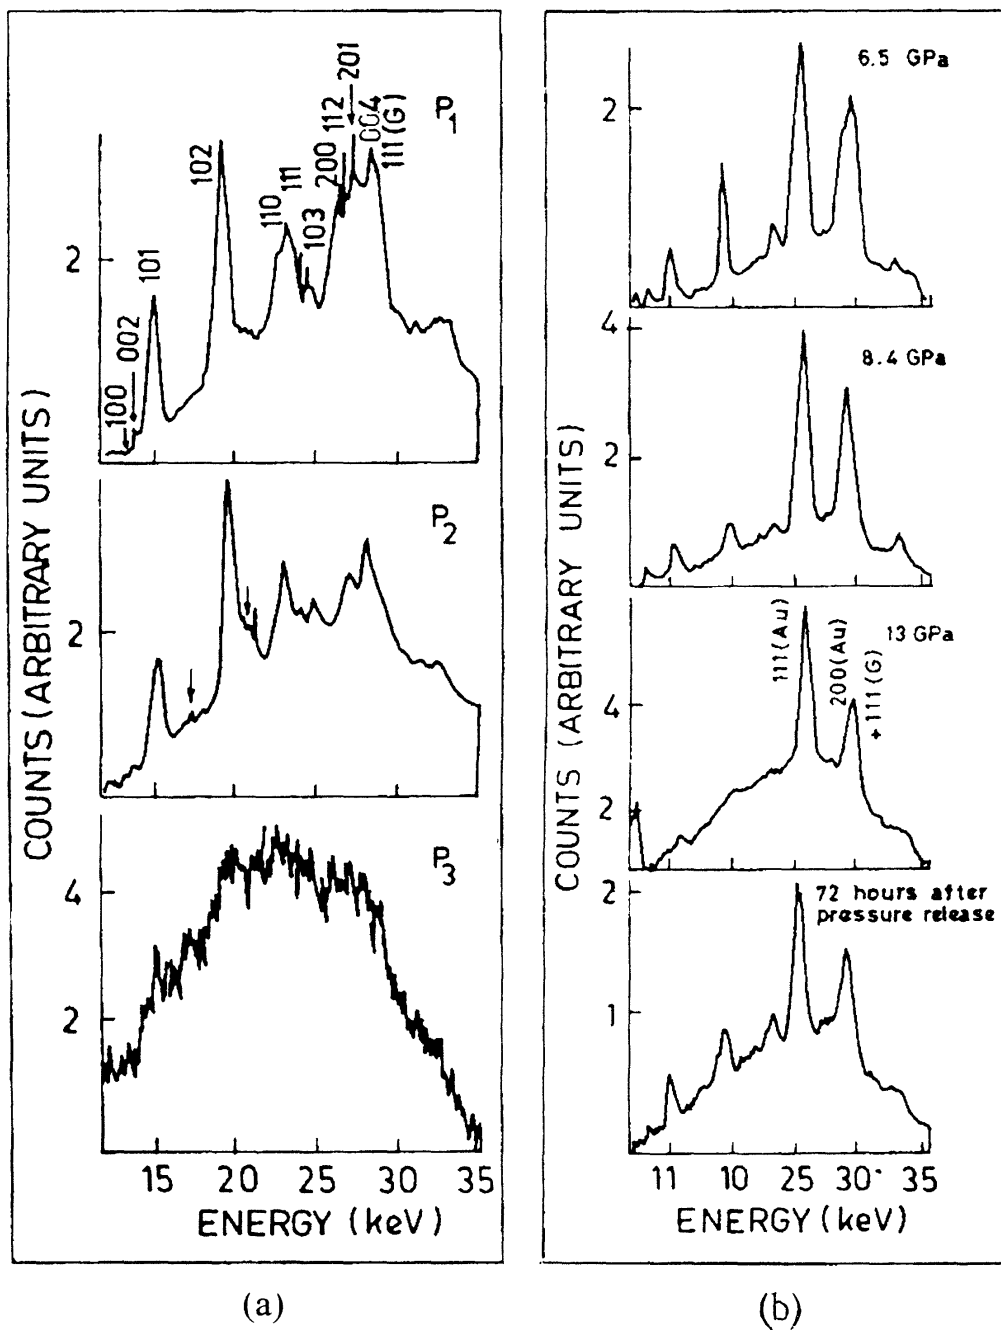 COUNTS (ARBITRARY UNITS)
P1
100
002
101
102
110
111
103
200
112
201
004
111(G)
2
P2
2
P3
4
2
15 20 25 30 35
ENERGY (keV)
(a)
COUNTS (ARBITRARY UNITS)
6.5 GPa
2
8.4 GPa
4
2
13 GPa
111(Au)
200(Au)
+111(G)
4
2
72 hours after
pressure release
2
1
11 10 25 30 35
ENERGY (keV)
(b)